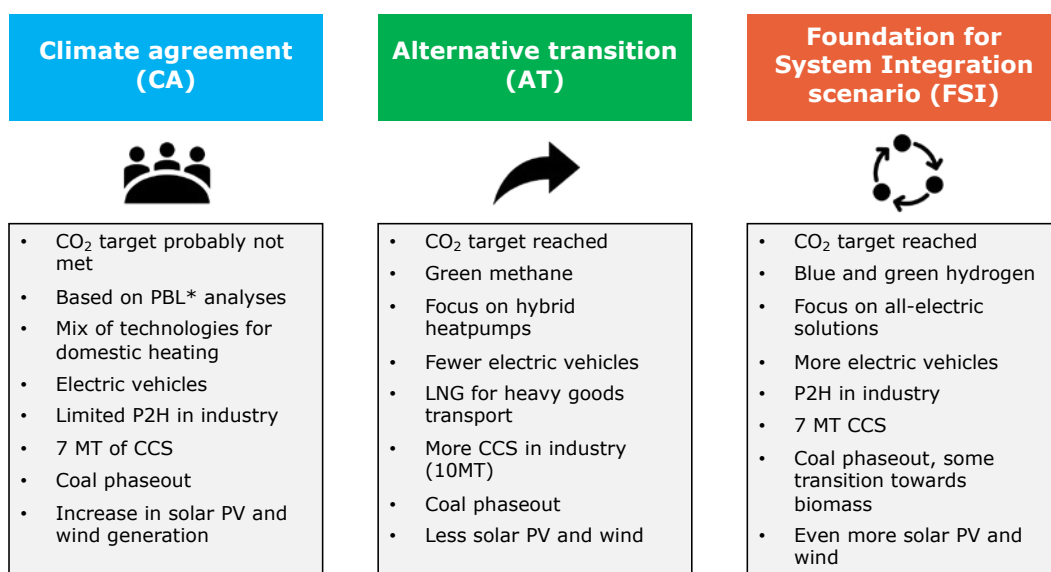 Climate agreement
(CA)
• CO₂ target probably not
met
• Based on PBL* analyses
• Mix of technologies for
domestic heating
• Electric vehicles
• Limited P2H in industry
• 7 MT of CCS
• Coal phaseout
• Increase in solar PV and
wind generation
Alternative transition
(AT)
• CO₂ target reached
• Green methane
• Focus on hybrid
heatpumps
• Fewer electric vehicles
• LNG for heavy goods
transport
• More CCS in industry
(10MT)
• Coal phaseout
• Less solar PV and wind
Foundation for
System Integration
scenario (FSI)
• CO₂ target reached
• Blue and green hydrogen
• Focus on all-electric
solutions
• More electric vehicles
• P2H in industry
• 7 MT CCS
• Coal phaseout, some
transition towards
biomass
• Even more solar PV and
wind